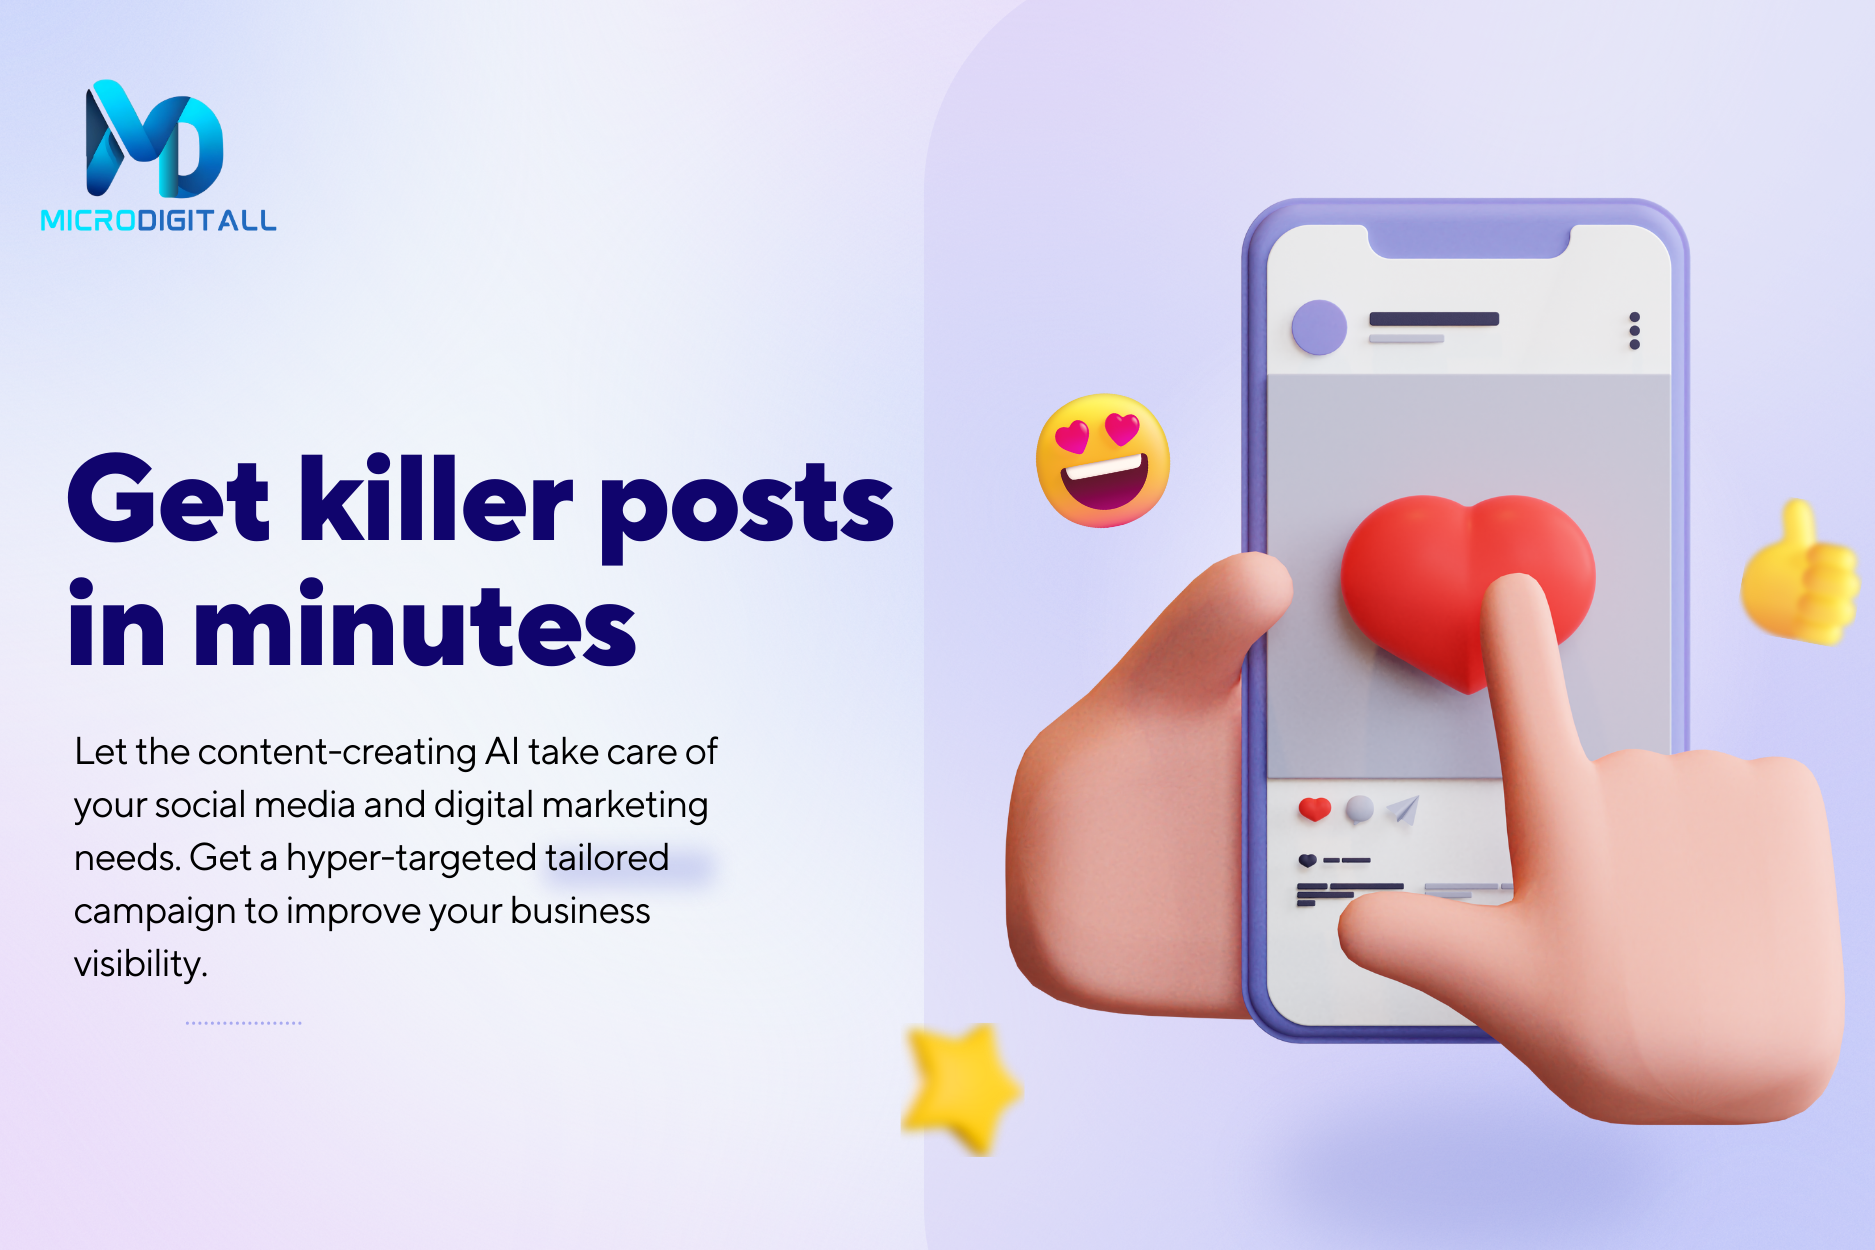 MICRODIGITALL
Get killer posts
in minutes
Let the content-creating AI take care of
your social media and digital marketing
needs. Get a hyper-targeted tailored
campaign to improve your business
visibility.